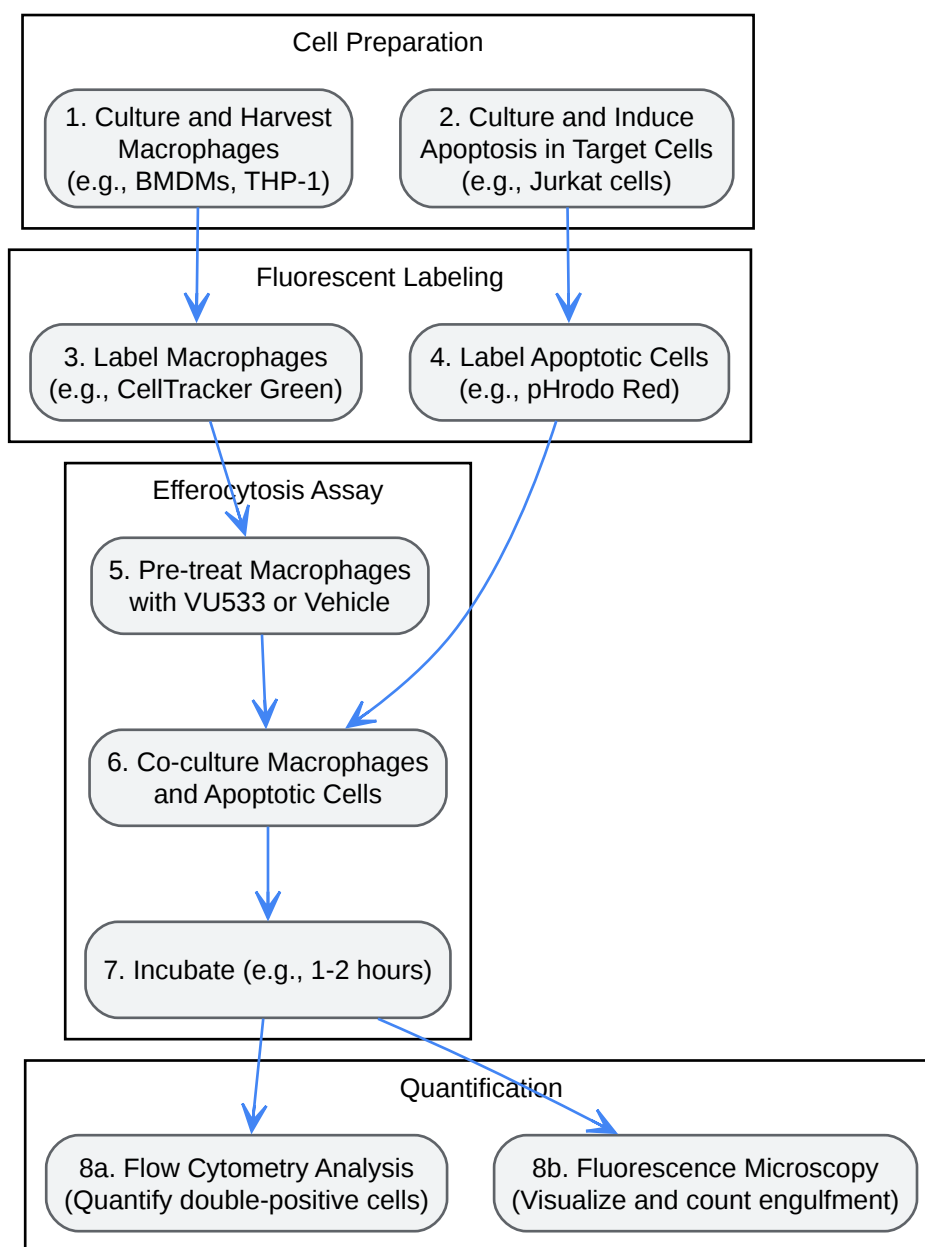 Cell Preparation
1. Culture and Harvest
Macrophages
(e.g., BMDMs, THP-1)
2. Culture and Induce
Apoptosis in Target Cells
(e.g., Jurkat cells)
Fluorescent Labeling
3. Label Macrophages
(e.g., CellTracker Green)
4. Label Apoptotic Cells
(e.g., pHrodo Red)
Efferocytosis Assay
5. Pre-treat Macrophages
with VU533 or Vehicle
6. Co-culture Macrophages
and Apoptotic Cells
7. Incubate (e.g., 1-2 hours)
Quantification
8a. Flow Cytometry Analysis
(Quantify double-positive cells)
8b. Fluorescence Microscopy
(Visualize and count engulfment)